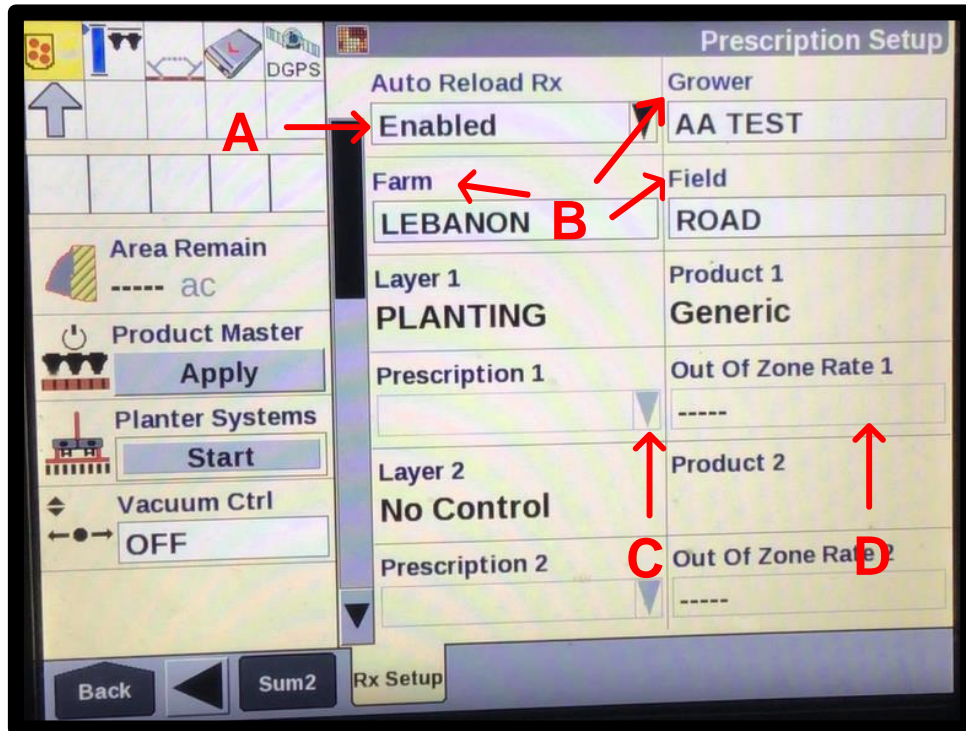 DGPS
Prescription Setup
Auto Reload Rx
Grower
Enabled
AA TEST
A
Farm
Field
B
LEBANON
ROAD
Area Remain
----- ac
Layer 1
Product 1
PLANTING
Generic
Product Master
Apply
Prescription 1
Out Of Zone Rate 1
-----
Planter Systems
Start
Layer 2
Product 2
No Control
Vacuum Ctrl
OFF
C
D
Prescription 2
Out Of Zone Rate 2
-----
Back
Sum2
Rx Setup